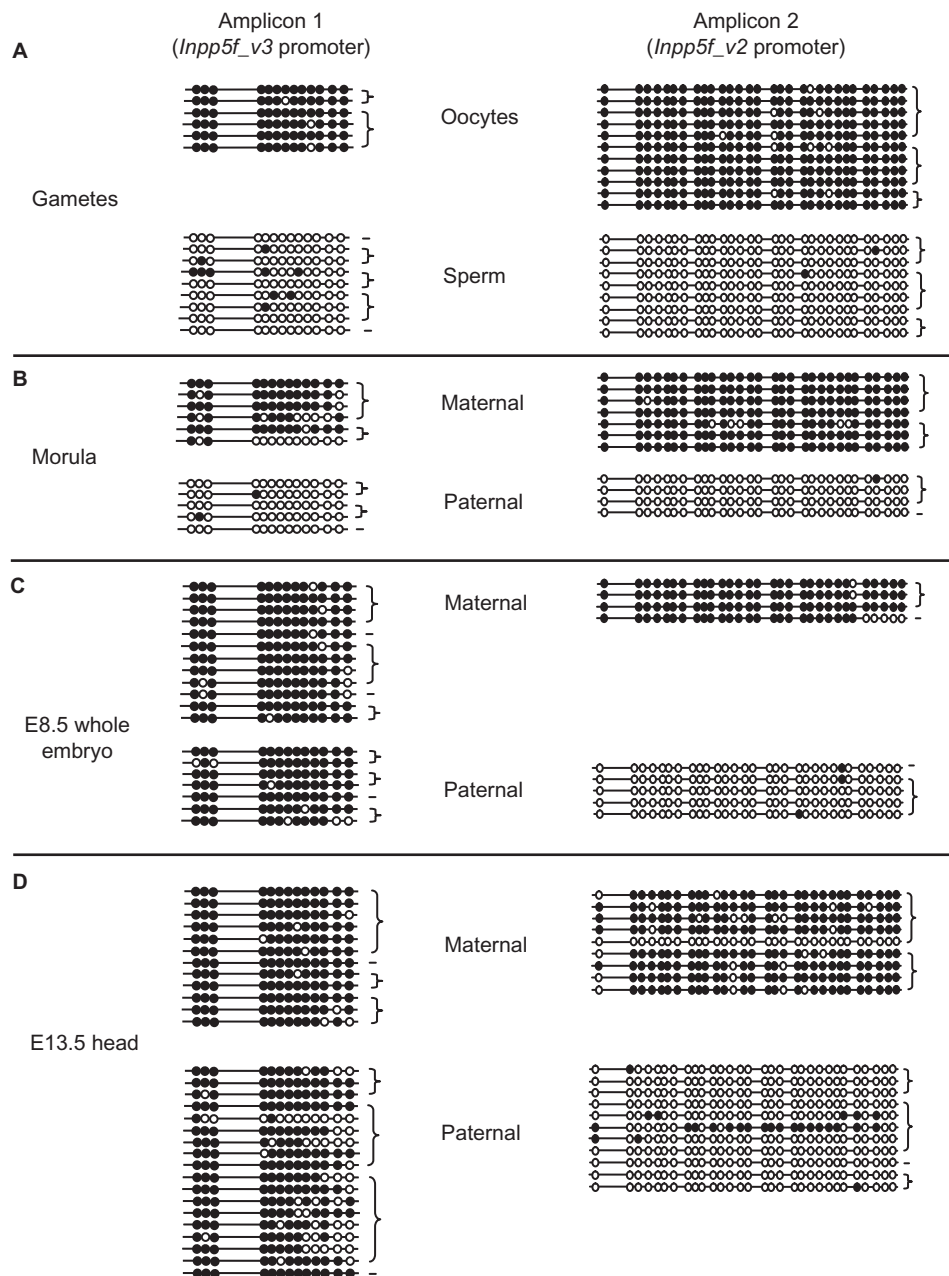 Amplicon 1
(Inpp5f_v3 promoter)
Amplicon 2
(Inpp5f_v2 promoter)
A
Gametes
Oocytes
Sperm
B
Morula
Maternal
Paternal
C
E8.5 whole
embryo
Maternal
Paternal
D
E13.5 head
Maternal
Paternal